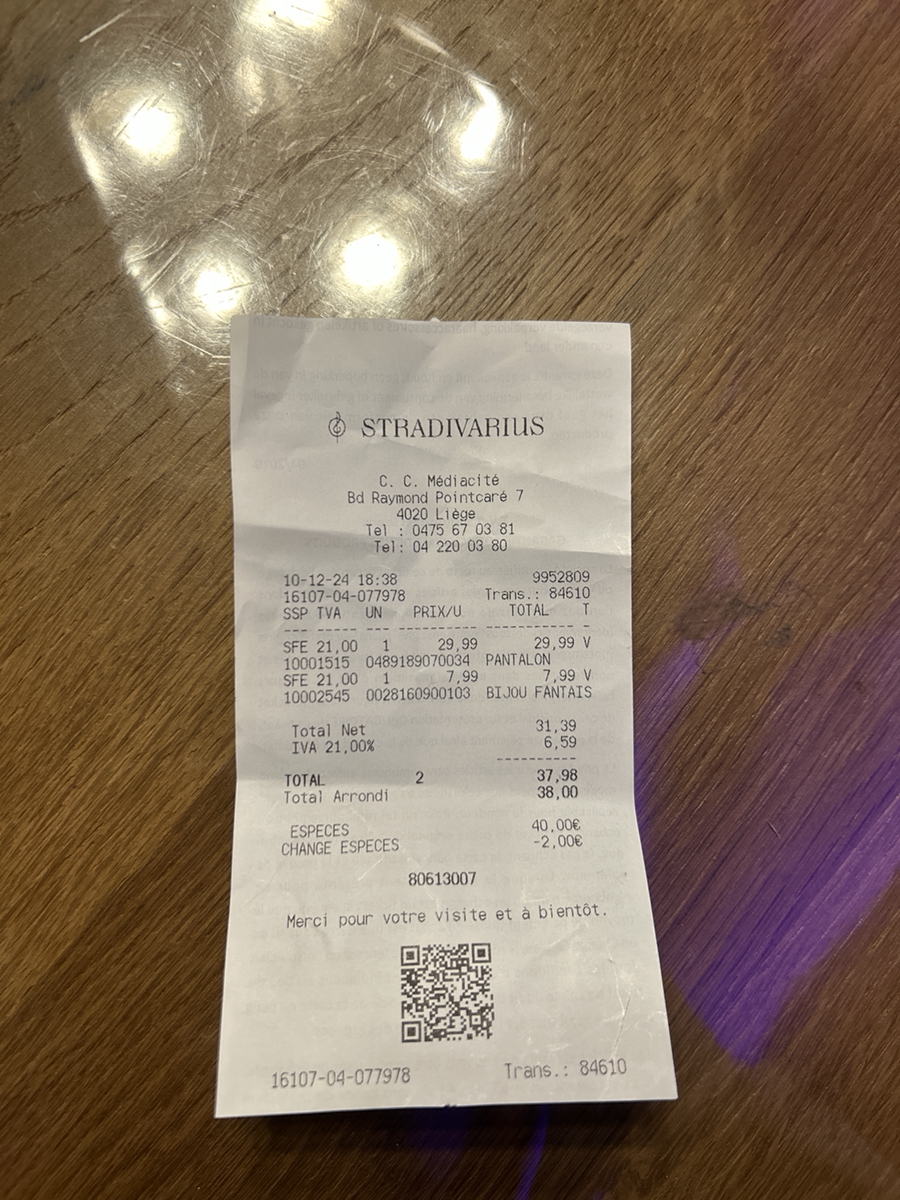 STRADIVARIUS
C. C. Médiacité
Bd Raymond Pointcaré 7
4020 Liège
Tel : 0475 67 03 81
Tel: 04 220 03 80
10-12-24 18:38 9952809
16107-04-077978 Trans.: 84610
SSP TVA UN PRIX/U TOTAL T
--- ----- --- --------- ----------- ---
SFE 21,00 1 29,99 29,99 V
10001515 0489189070034 PANTALON
SFE 21,00 1 7,99 7,99 V
10002545 0028160900103 BIJOU FANTAIS
Total Net 31,39
IVA 21,00% 6,59
----------
TOTAL 2 37,98
Total Arrondi 38,00
ESPECES 40,00€
CHANGE ESPECES -2,00€
80613007
Merci pour votre visite et à bientôt.
16107-04-077978 Trans.: 84610